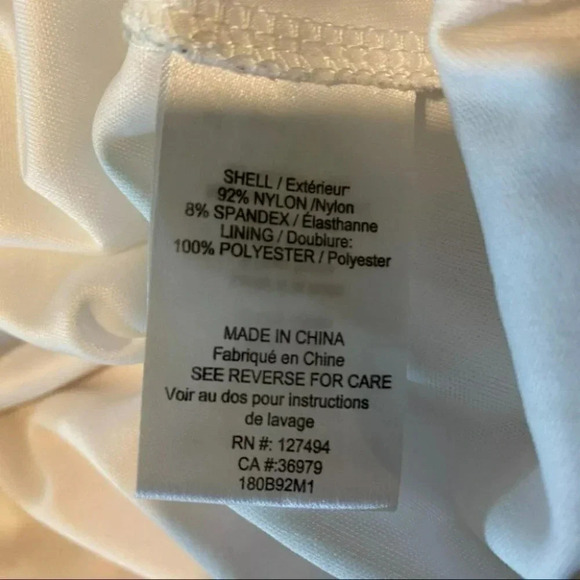 SHELL / Extérieur
92% NYLON /Nylon
8% SPANDEX / Élasthanne
LINING / Doublure:
100% POLYESTER / Polyester
MADE IN CHINA
Fabriqué en Chine
SEE REVERSE FOR CARE
Voir au dos pour instructions
de lavage
RN #: 127494
CA #:36979
180B92M1